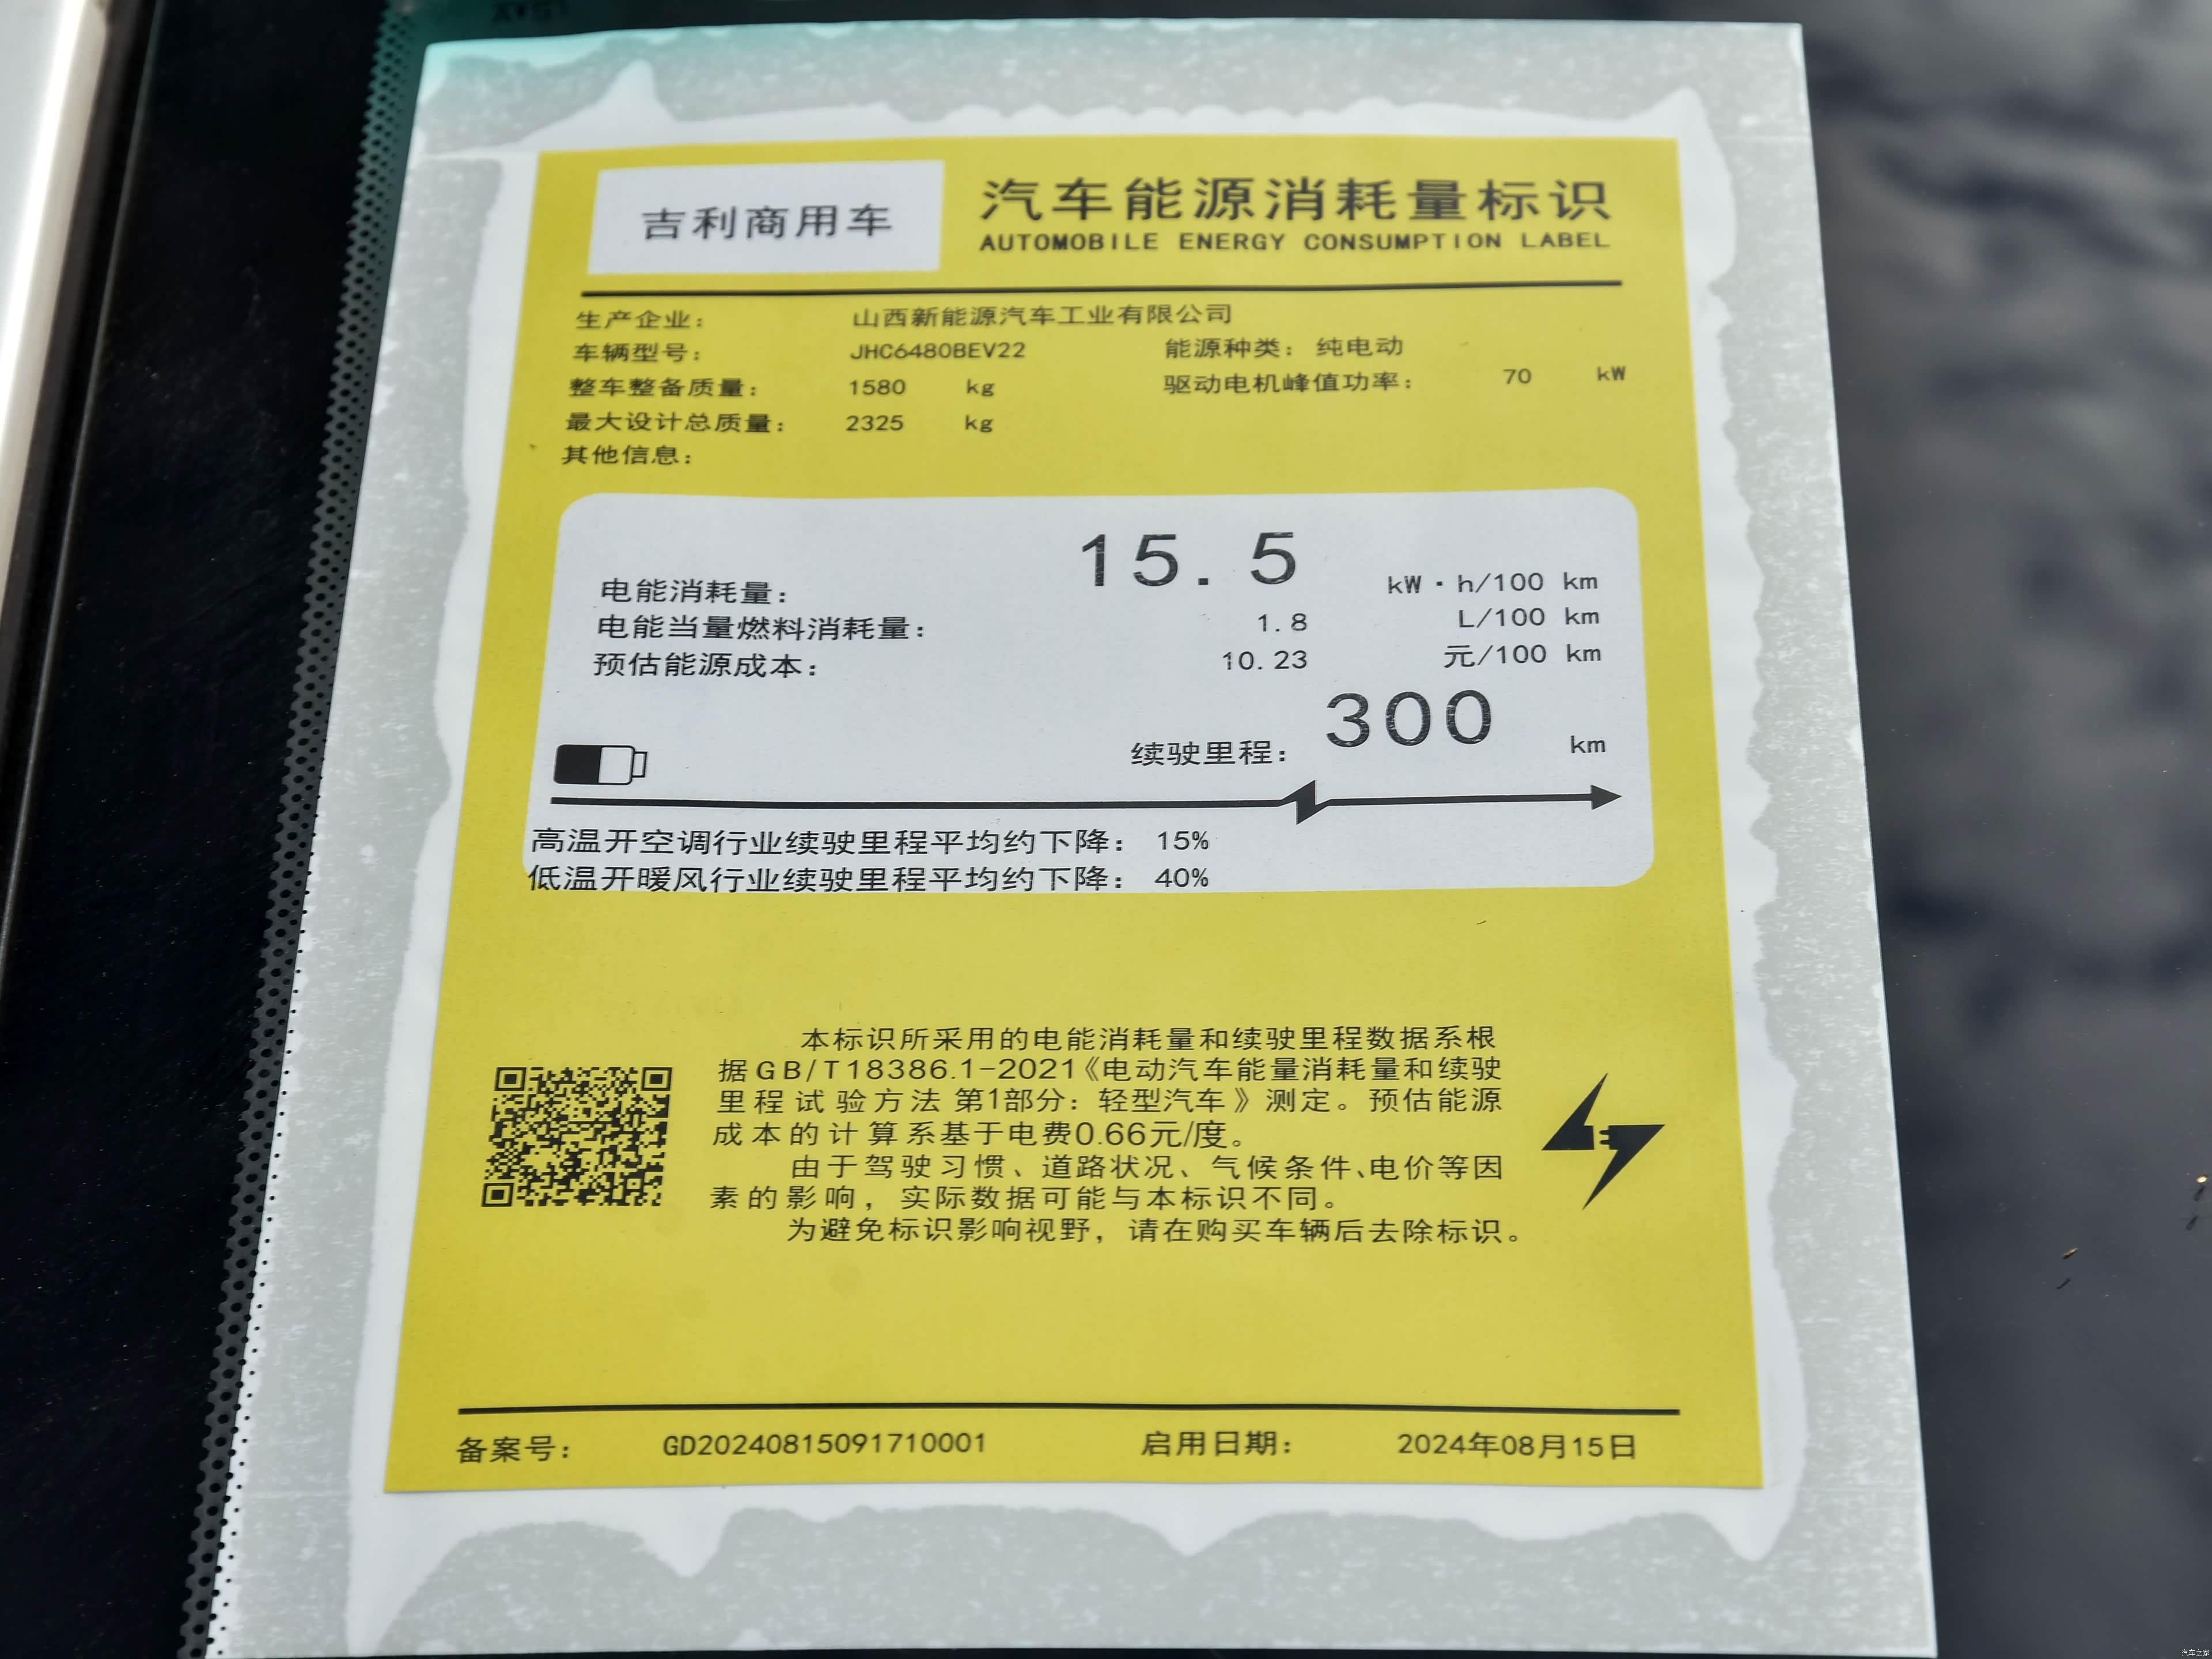 吉利商用车
汽车能源消耗量标识
AUTOMOBILE ENERGY CONSUMPTION LABEL
生产企业： 山西新能源汽车工业有限公司
车辆型号： JHC6480BEV22 能源种类： 纯电动
整车整备质量： 1580 kg 驱动电机峰值功率： 70 kW
最大设计总质量： 2325 kg
其他信息：
电能消耗量： 15.5 kW·h/100 km
电能当量燃料消耗量： 1.8 L/100 km
预估能源成本： 10.23 元/100 km
续驶里程： 300 km
高温开空调行业续驶里程平均约下降： 15%
低温开暖风行业续驶里程平均约下降： 40%
本标识所采用的电能消耗量和续驶里程数据系根
据GB/T18386.1-2021《电动汽车能量消耗量和续驶
里程试验方法 第1部分：轻型汽车》测定。预估能源
成本的计算系基于电费0.66元/度。
由于驾驶习惯、道路状况、气候条件、电价等因
素的影响，实际数据可能与本标识不同。
为避免标识影响视野，请在购买车辆后去除标识。
备案号： GD20240815091710001 启用日期： 2024年08月15日
汽车之家